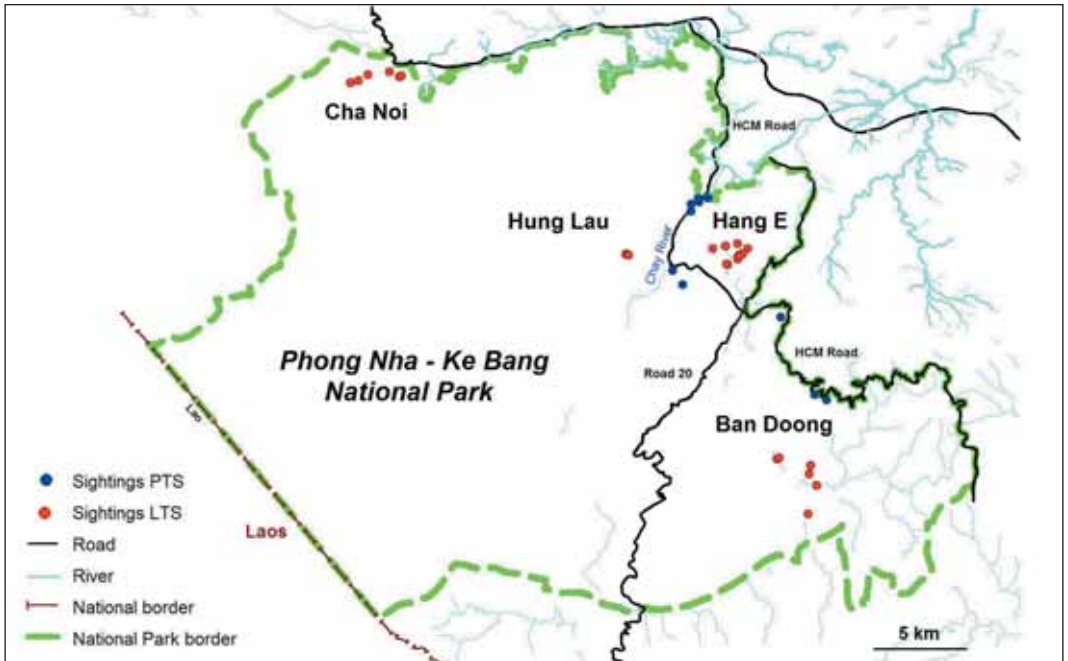 Cha Noi
HCM Road
Hung Lau
Hang E
Chay River
Phong Nha - Ke Bang
National Park
HCM Road
Road 20
Ban Doong
Lao
Laos
Sightings PTS
Sightings LTS
Road
River
National border
National Park border
5 km